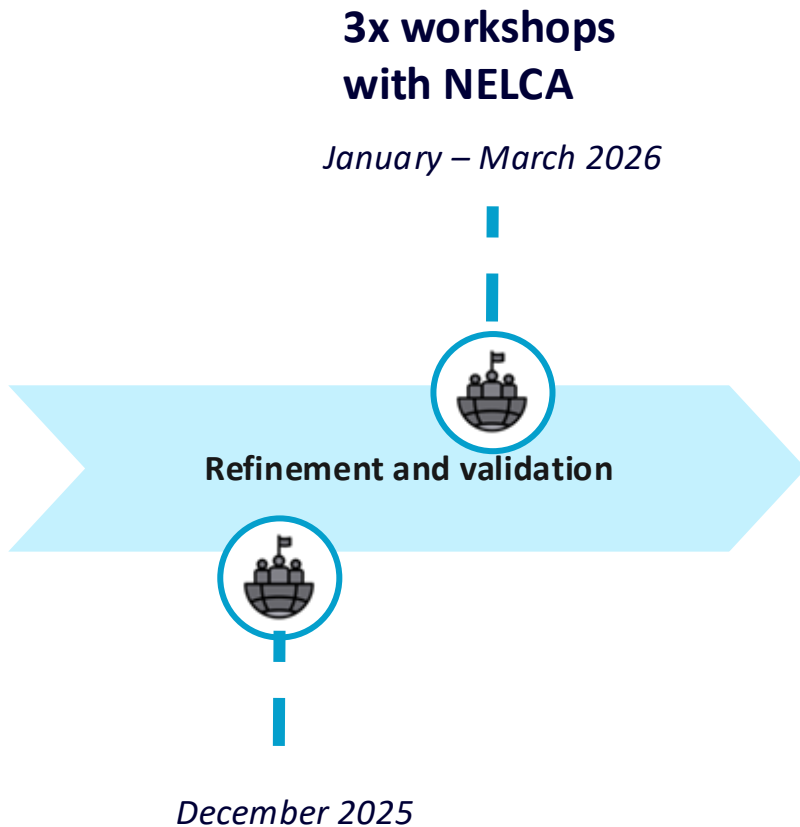 3x workshops
with NELCA
January – March 2026
Refinement and validation
December 2025